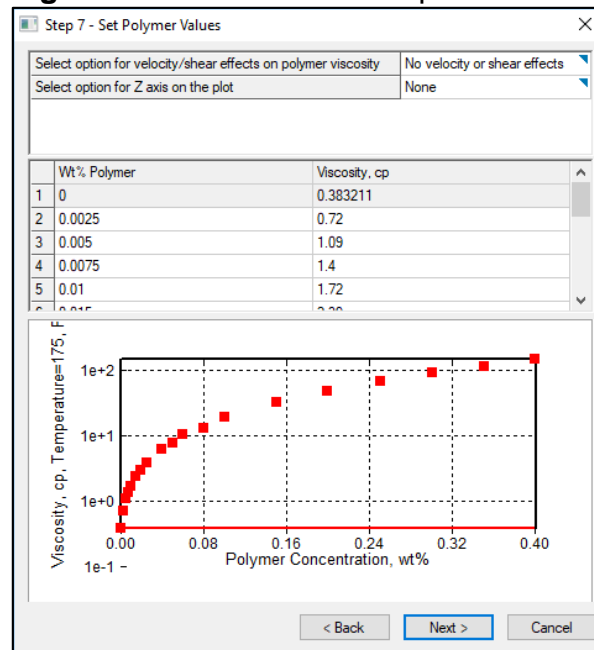 Step 7 - Set Polymer Values
Select option for velocity/shear effects on polymer viscosity No velocity or shear effects
Select option for Z axis on the plot None
Wt% Polymer Viscosity, cp
1 0 0.383211
2 0.0025 0.72
3 0.005 1.09
4 0.0075 1.4
5 0.01 1.72
Viscosity, cp, Temperature=175, F
1e+2
1e+1
1e+0
1e-1
0.00 0.08 0.16 0.24 0.32 0.40
Polymer Concentration, wt%
< Back Next > Cancel